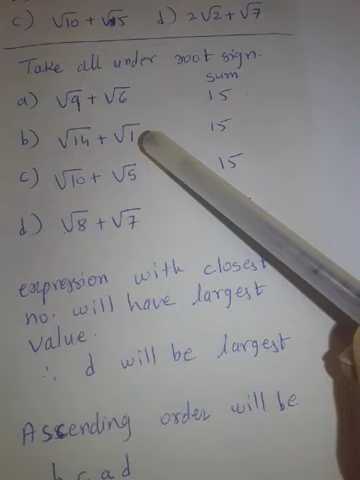 c) √10 + √5 d) 2√2 + √7
Take all under root sign.
sum
a) √9 + √6 15
b) √14 + √1 15
c) √10 + √5 15
d) √8 + √7
expression with closest
no. will have largest
value.
∴ d will be largest
Ascending order will be
b c a d